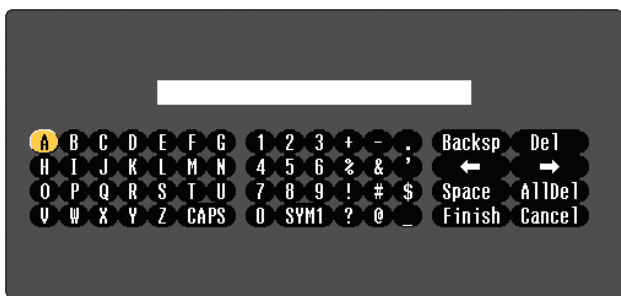 A B C D E F G 1 2 3 + - . Backsp Del
H I J K L M N 4 5 6 % & ' ← →
O P Q R S T U 7 8 9 ! # $ Space AllDel
V W X Y Z CAPS 0 SYM1 ? @ _ Finish Cancel